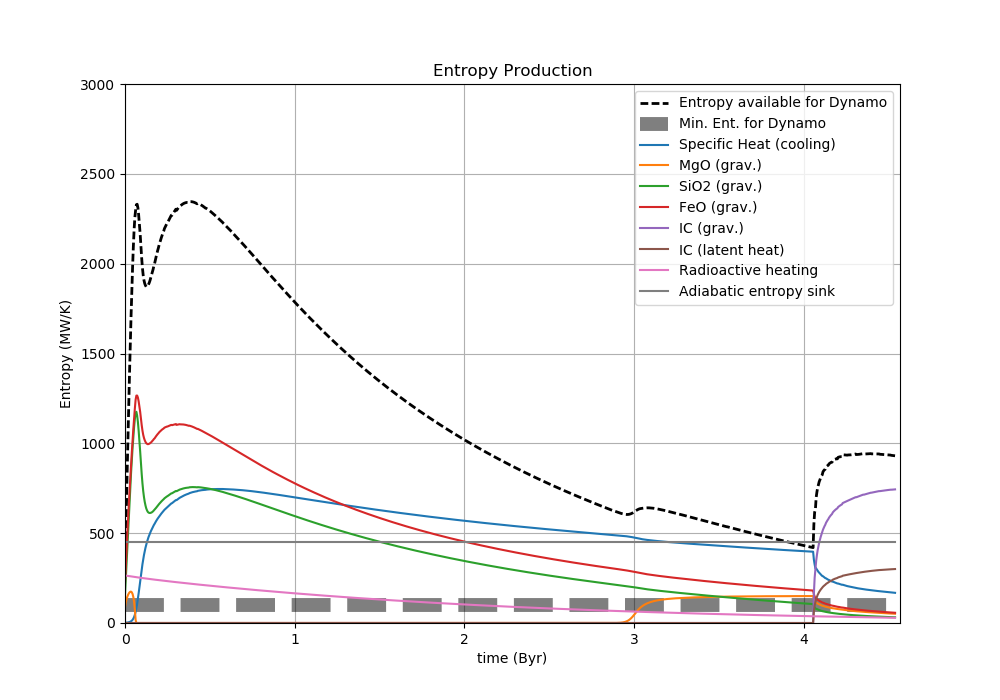 Entropy Production
Entropy (MW/K)
3000
2500
2000
1500
1000
500
0
0 1 2 3 4
time (Byr)
Entropy available for Dynamo
Min. Ent. for Dynamo
Specific Heat (cooling)
MgO (grav.)
SiO2 (grav.)
FeO (grav.)
IC (grav.)
IC (latent heat)
Radioactive heating
Adiabatic entropy sink